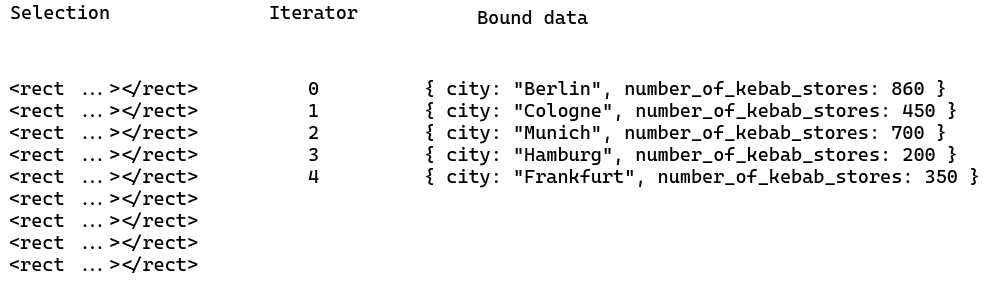 Selection Iterator Bound data
<rect ...></rect> 0 { city: "Berlin", number_of_kebab_stores: 860 }
<rect ...></rect> 1 { city: "Cologne", number_of_kebab_stores: 450 }
<rect ...></rect> 2 { city: "Munich", number_of_kebab_stores: 700 }
<rect ...></rect> 3 { city: "Hamburg", number_of_kebab_stores: 200 }
<rect ...></rect> 4 { city: "Frankfurt", number_of_kebab_stores: 350 }
<rect ...></rect>
<rect ...></rect>
<rect ...></rect>
<rect ...></rect>